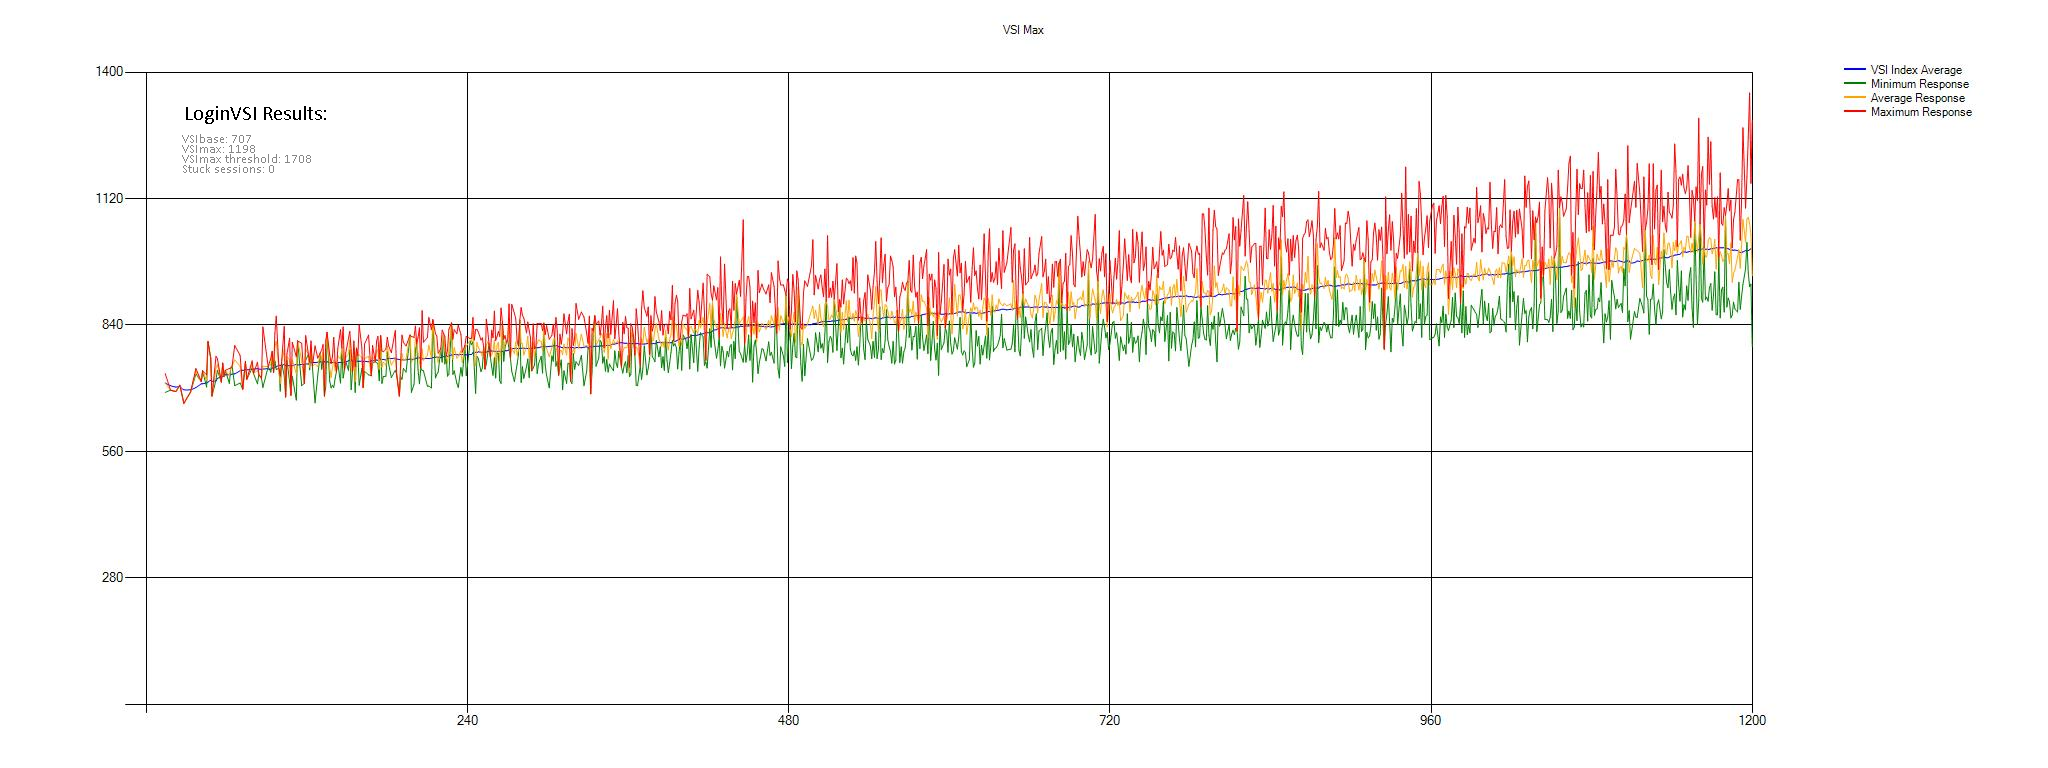 VSI Max
1400
1120
840
560
280
240
480
720
960
1200
LoginVSI Results:
VSIbase: 707
VSImax: 1198
VSImax threshold: 1708
Stuck sessions: 0
VSI Index Average
Minimum Response
Average Response
Maximum Response